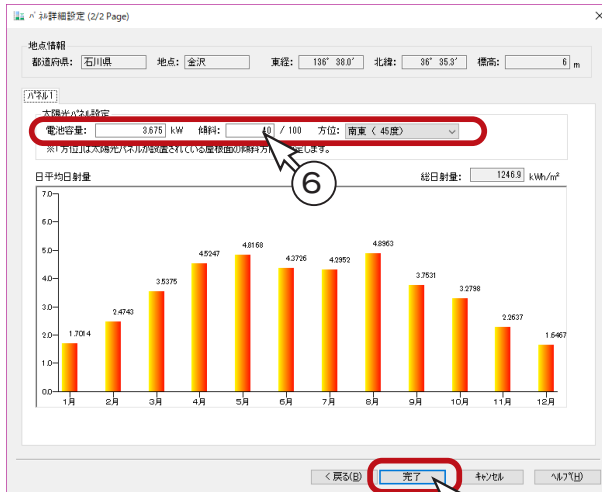 パネル詳細設定 (2/2 Page)
地点情報
都道府県: 石川県 地点: 金沢 東経: 136° 38.0′ 北緯: 36° 35.3′ 標高: 6 m
パネル1
太陽光パネル設定
電池容量: 3.675 kW 傾斜: 40 / 100 方位: 南東 ( 45度)
※「方位」は太陽光パネルが設置されている屋根面の傾斜方
します。
⑥
日平均日射量 総日射量: 1246.9 kWh/m²
7.0
6.0
5.0
4.0
3.0
2.0
1.0
0.0
1.7014
2.4743
3.5375
4.5247
4.8158
4.3726
4.2952
4.8963
3.7531
3.2798
2.2637
1.6467
1月 2月 3月 4月 5月 6月 7月 8月 9月 10月 11月 12月
< 戻る(B) 完了 キャンセル ヘルプ(H)